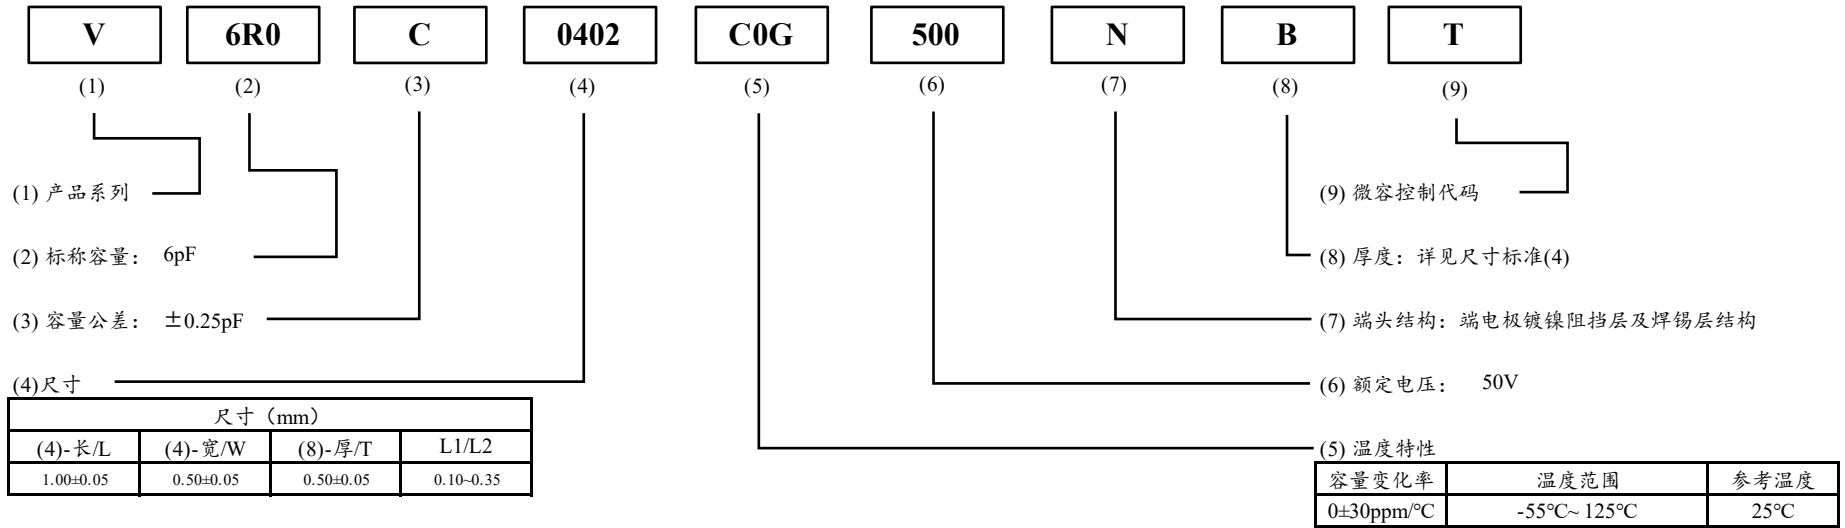 V 6R0 C 0402 C0G 500 N B T
(1) (2) (3) (4) (5) (6) (7) (8) (9)
(1) 产品系列
(2) 标称容量： 6pF
(3) 容量公差： ±0.25pF
(4)尺寸
尺寸（mm）
(4)-长/L (4)-宽/W (8)-厚/T L1/L2
1.00±0.05 0.50±0.05 0.50±0.05 0.10~0.35
(9) 微容控制代码
(8) 厚度：详见尺寸标准(4)
(7) 端头结构：端电极镀镍阻挡层及焊锡层结构
(6) 额定电压： 50V
(5) 温度特性
容量变化率 温度范围 参考温度
0±30ppm/°C -55°C~ 125°C 25°C